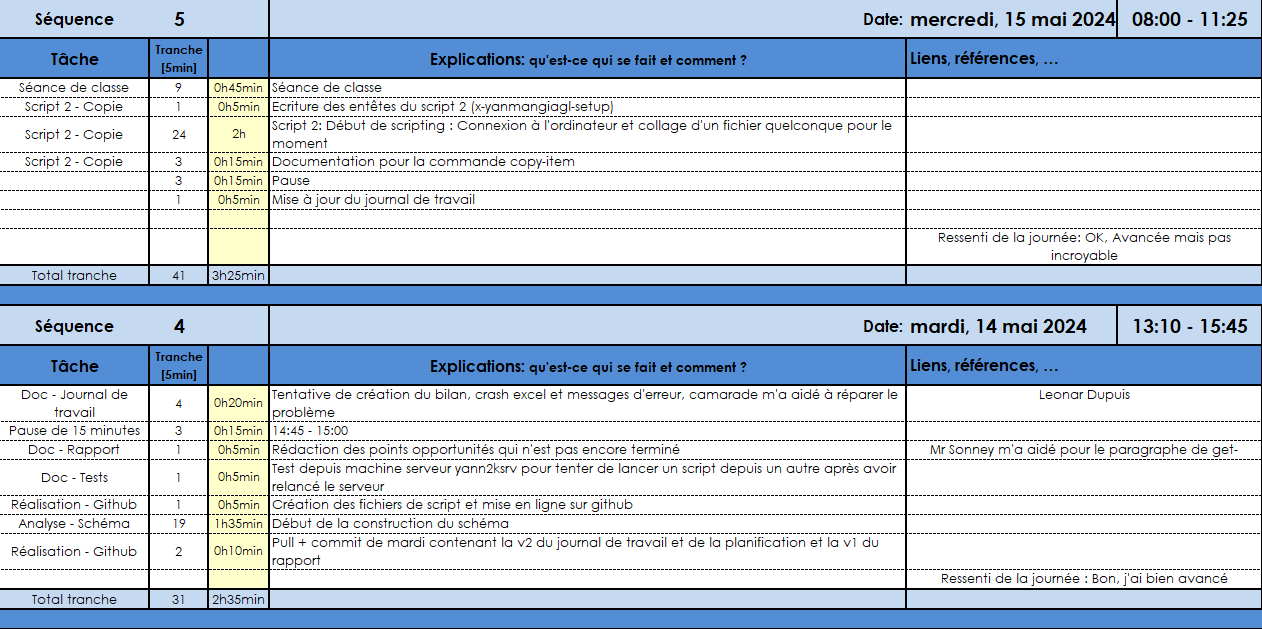 Séquence 5 Date: mercredi, 15 mai 2024 08:00 - 11:25
Tâche Tranche [5min] Explications: qu'est-ce qui se fait et comment ? Liens, références, ...
Séance de classe 9 0h45min Séance de classe
Script 2 - Copie 1 0h5min Ecriture des entêtes du script 2 (x-yanmangiagl-setup)
Script 2 - Copie 24 2h Script 2: Début de scripting : Connexion à l'ordinateur et collage d'un fichier quelconque pour le
moment
Script 2 - Copie 3 0h15min Documentation pour la commande copy-item
3 0h15min Pause
1 0h5min Mise à jour du journal de travail
Ressenti de la journée: OK, Avancée mais pas
incroyable
Total tranche 41 3h25min
Séquence 4 Date: mardi, 14 mai 2024 13:10 - 15:45
Tâche Tranche [5min] Explications: qu'est-ce qui se fait et comment ? Liens, références, ...
Doc - Journal de travail 4 0h20min Tentative de création du bilan, crash excel et messages d'erreur, camarade m'a aidé à réparer le
problème Leonar Dupuis
Pause de 15 minutes 3 0h15min 14:45 - 15:00
Doc - Rapport 1 0h5min Rédaction des points opportunités qui n'est pas encore terminé Mr Sonney m'a aidé pour le paragraphe de get-
Doc - Tests 1 0h5min Test depuis machine serveur yann2ksrv pour tenter de lancer un script depuis un autre après avoir
relancé le serveur
Réalisation - Github 1 0h5min Création des fichiers de script et mise en ligne sur github
Analyse - Schéma 19 1h35min Début de la construction du schéma
Réalisation - Github 2 0h10min Pull + commit de mardi contenant la v2 du journal de travail et de la planification et la v1 du
rapport
Ressenti de la journée : Bon, j'ai bien avancé
Total tranche 31 2h35min